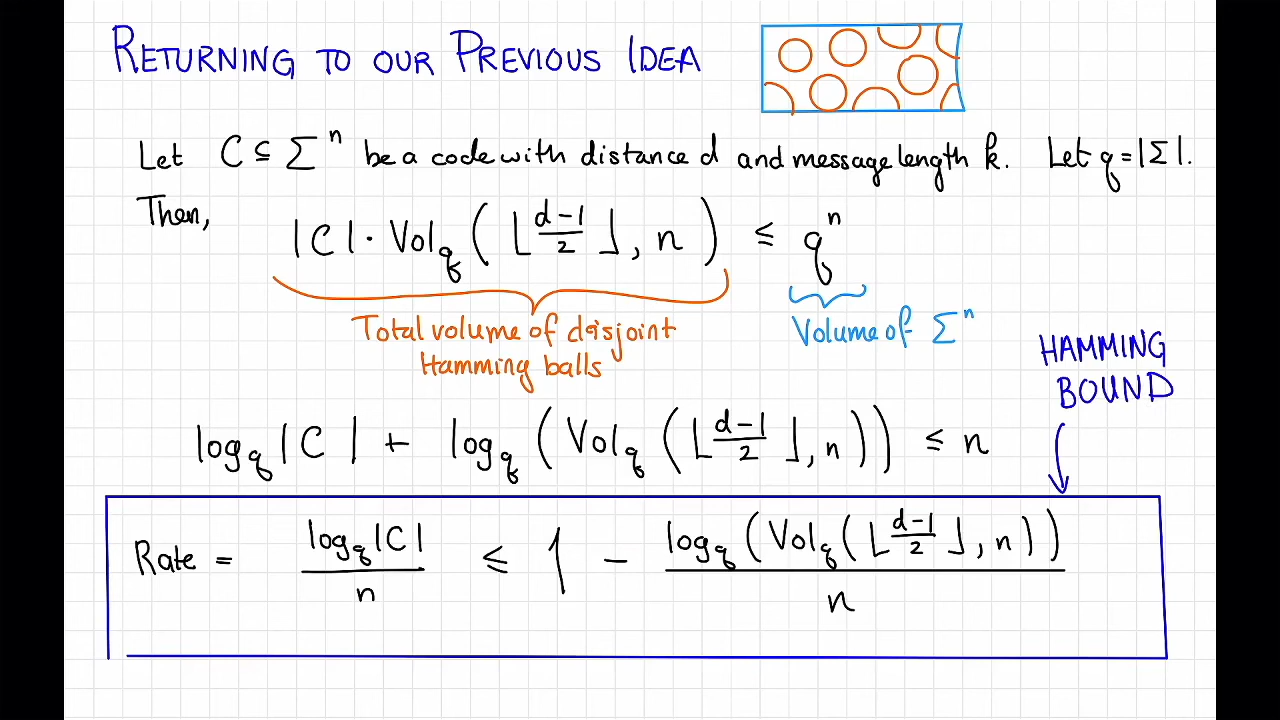 RETURNING TO OUR PREVIOUS IDEA
Let C ⊆ Σ^n be a code with distance d and message length k. Let q = |Σ|.
Then,
|C| · Vol_q ( ⌊ (d-1)/2 ⌋ , n ) ≤ q^n
Total volume of disjoint
Hamming balls
Volume of Σ^n
HAMMING
BOUND
log_q |C| + log_q ( Vol_q ( ⌊ (d-1)/2 ⌋ , n ) ) ≤ n
Rate = log_q |C| / n ≤ 1 - log_q ( Vol_q ( ⌊ (d-1)/2 ⌋ , n ) ) / n